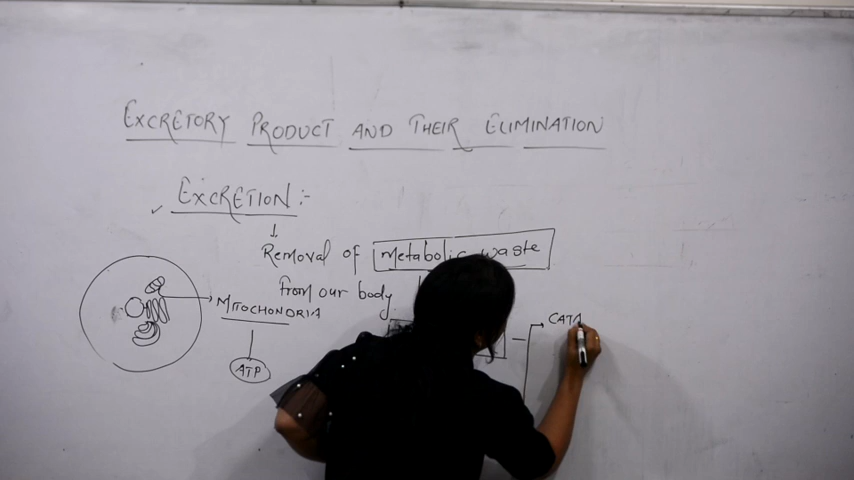 EXCRETORY PRODUCT AND THEIR ELIMINATION
EXCRETION :-
Removal of metabolic waste
from our body
MITOCHONDRIA
ATP
CATA